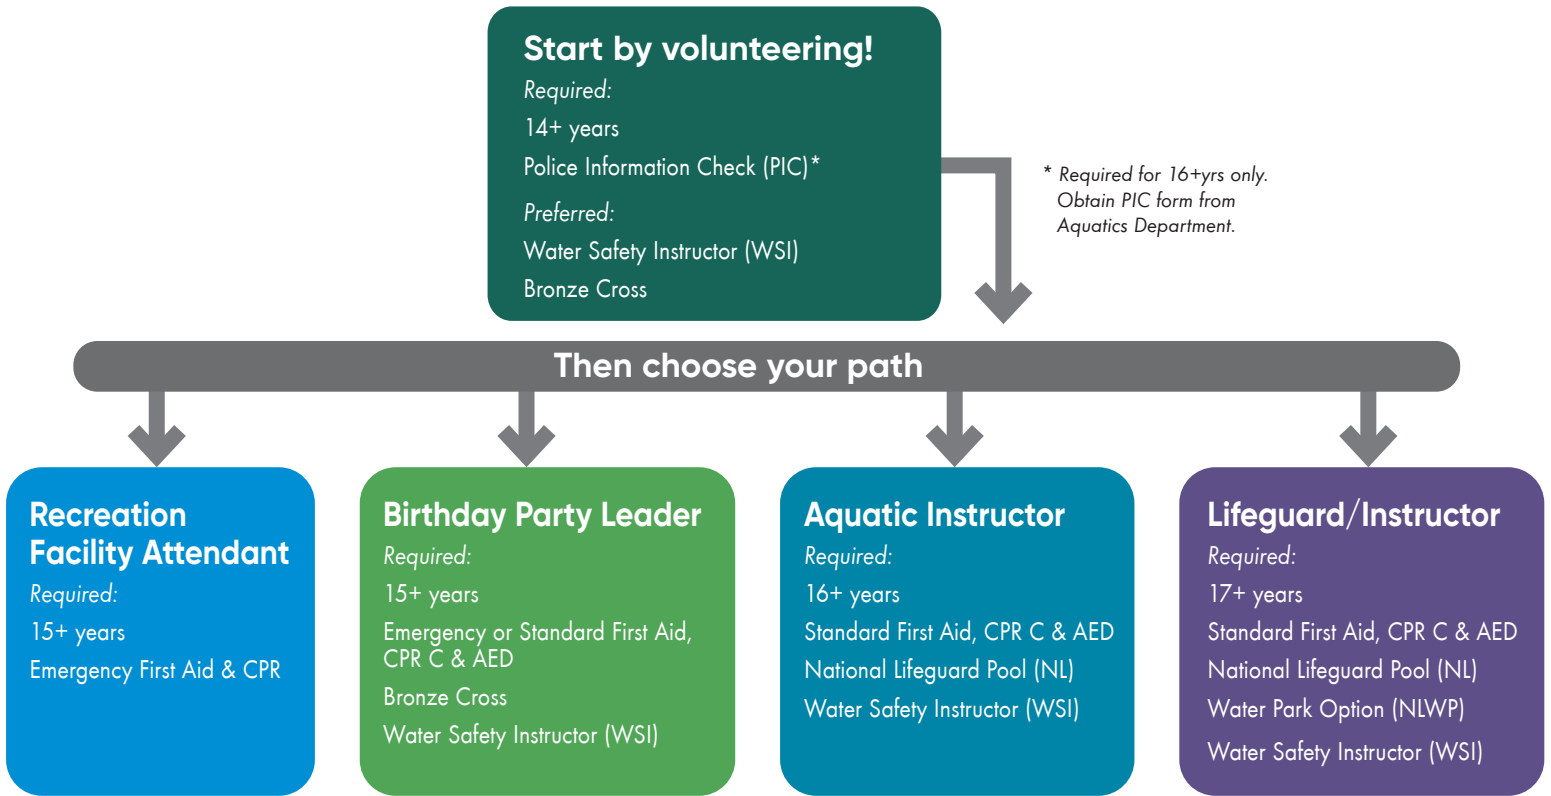 Start by volunteering!
Required:
14+ years
Police Information Check (PIC)*
Preferred:
Water Safety Instructor (WSI)
Bronze Cross
* Required for 16+yrs only.
Obtain PIC form from
Aquatics Department.
Then choose your path
Recreation
Facility Attendant
Required:
15+ years
Emergency First Aid & CPR
Birthday Party Leader
Required:
15+ years
Emergency or Standard First Aid,
CPR C & AED
Bronze Cross
Water Safety Instructor (WSI)
Aquatic Instructor
Required:
16+ years
Standard First Aid, CPR C & AED
National Lifeguard Pool (NL)
Water Safety Instructor (WSI)
Lifeguard/Instructor
Required:
17+ years
Standard First Aid, CPR C & AED
National Lifeguard Pool (NL)
Water Park Option (NLWP)
Water Safety Instructor (WSI)